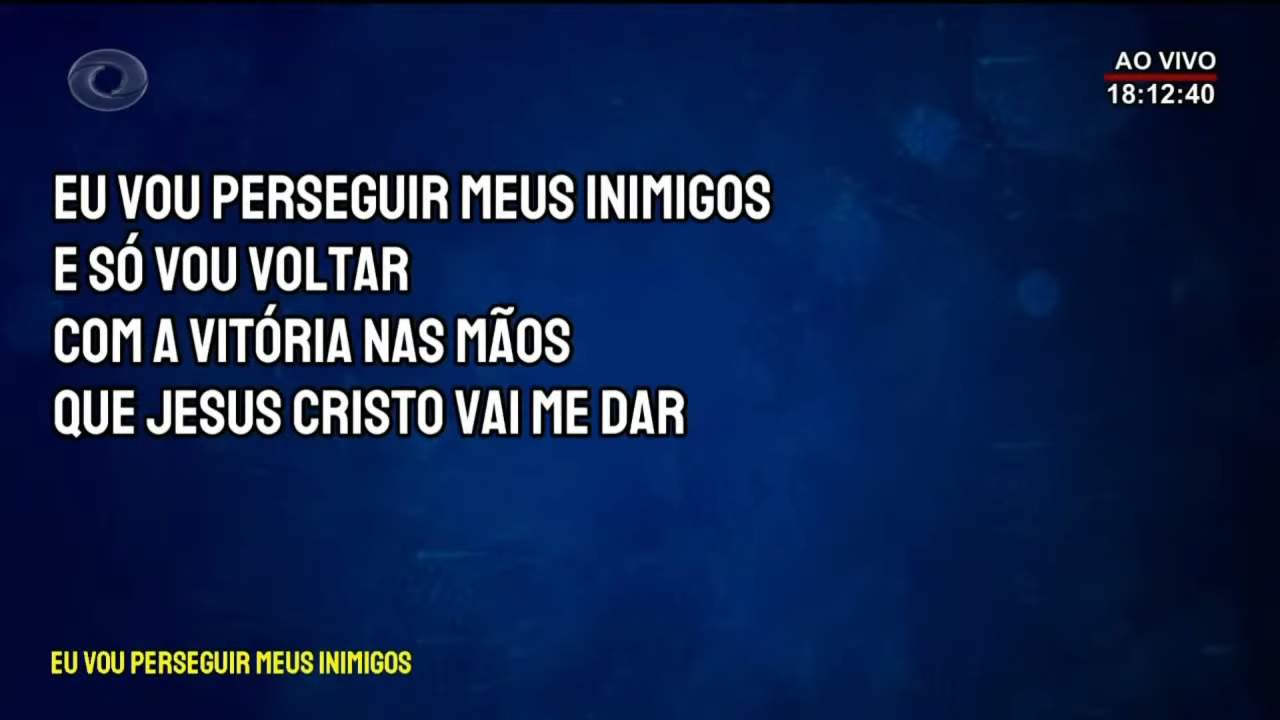 AO VIVO
18:12:40
EU VOU PERSEGUIR MEUS INIMIGOS
E SÓ VOU VOLTAR
COM A VITÓRIA NAS MÃOS
QUE JESUS CRISTO VAI ME DAR
EU VOU PERSEGUIR MEUS INIMIGOS